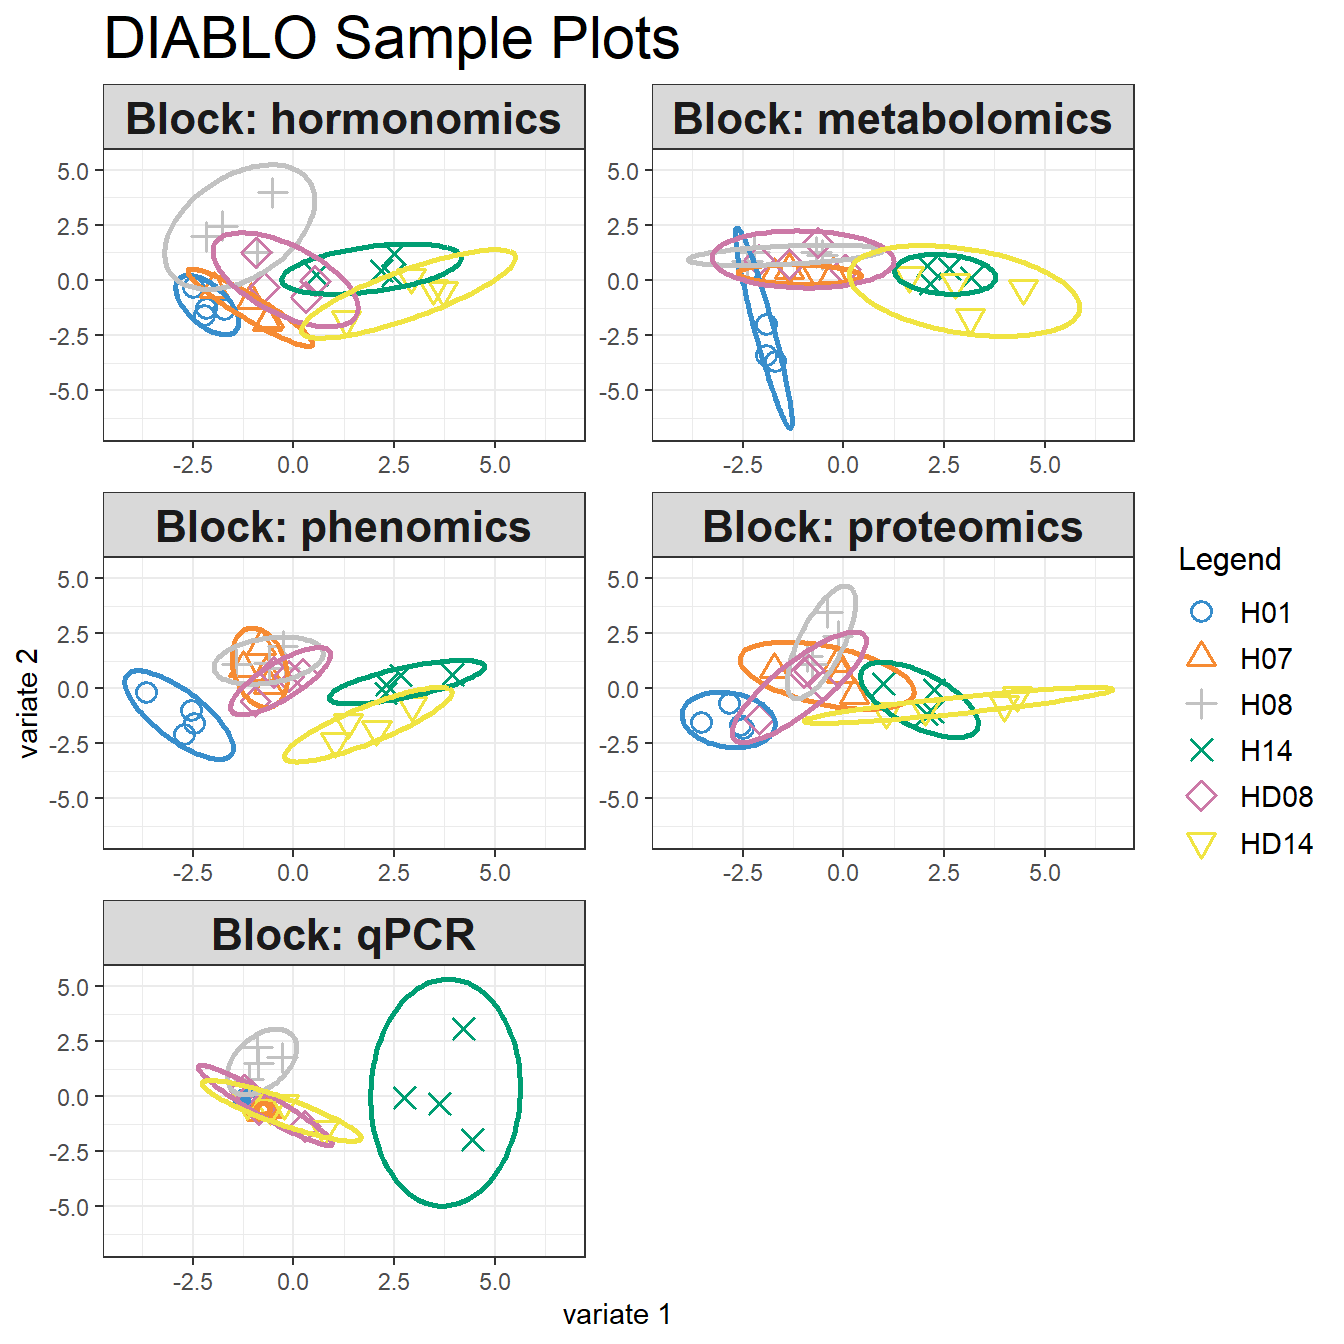 DIABLO Sample Plots
Block: hormonomics
Block: metabolomics
5.0
2.5
0.0
-2.5
-5.0
5.0
2.5
0.0
-2.5
-5.0
-2.5 0.0 2.5 5.0
-2.5 0.0 2.5 5.0
Block: phenomics
Block: proteomics
5.0
2.5
0.0
-2.5
-5.0
5.0
2.5
0.0
-2.5
-5.0
-2.5 0.0 2.5 5.0
-2.5 0.0 2.5 5.0
Block: qPCR
5.0
2.5
0.0
-2.5
-5.0
-2.5 0.0 2.5 5.0
variate 2
variate 1
Legend
H01
H07
H08
H14
HD08
HD14